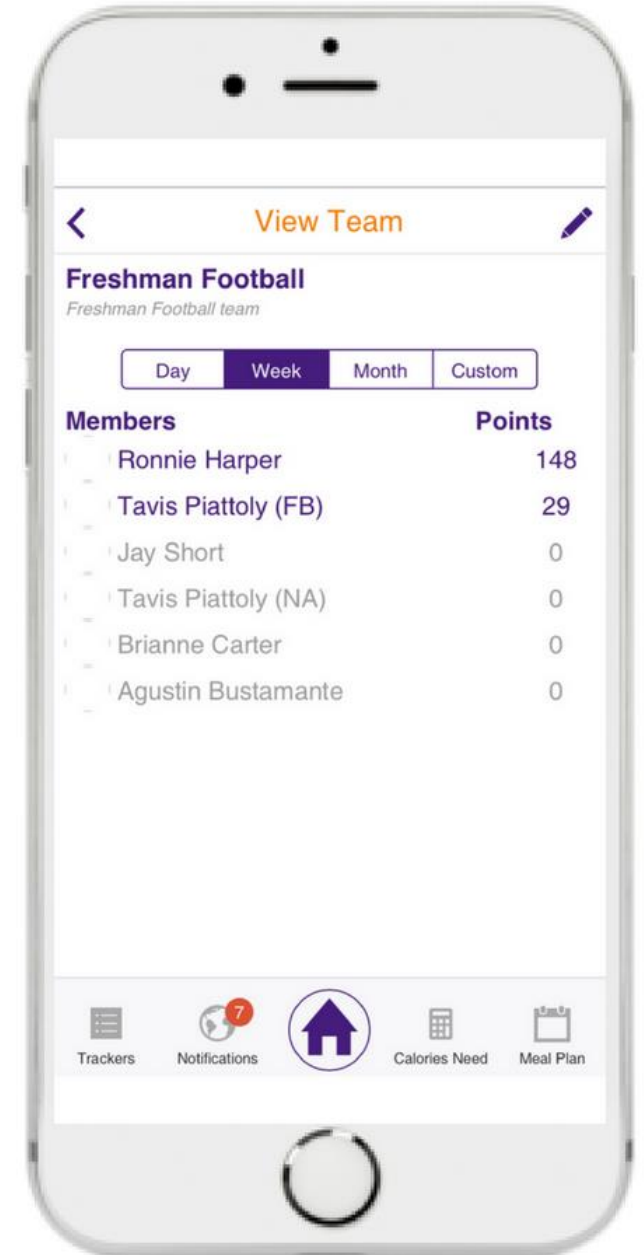 View Team
Freshman Football
Freshman Football team
Day Week Month Custom
Members Points
Ronnie Harper 148
Tavis Piattoly (FB) 29
Jay Short 0
Tavis Piattoly (NA) 0
Brianne Carter 0
Agustin Bustamante 0
7
Trackers Notifications Calories Need Meal Plan